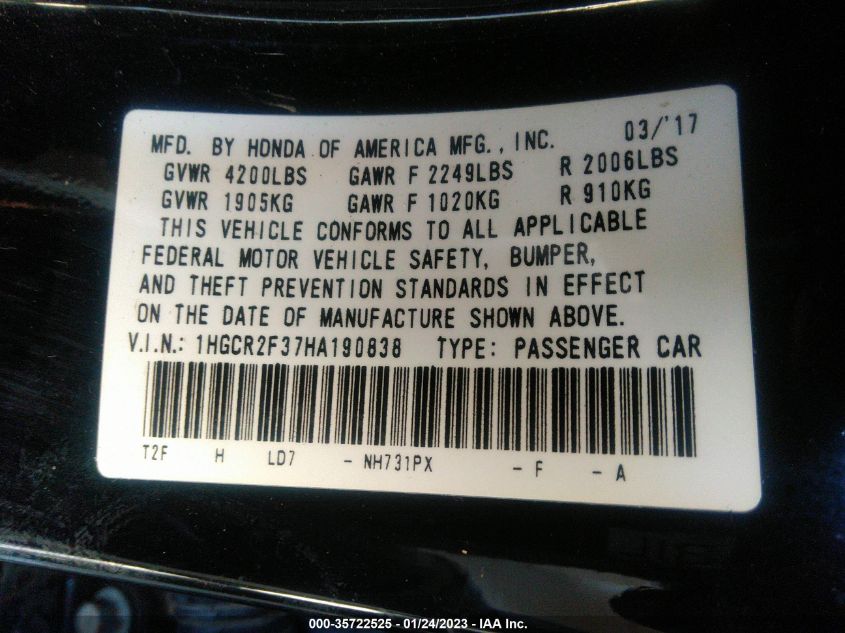 MFD. BY HONDA OF AMERICA MFG., INC. 03/'17
GVWR 4200LBS GAWR F 2249LBS R 2006LBS
GVWR 1905KG GAWR F 1020KG R 910KG
THIS VEHICLE CONFORMS TO ALL APPLICABLE
FEDERAL MOTOR VEHICLE SAFETY, BUMPER,
AND THEFT PREVENTION STANDARDS IN EFFECT
ON THE DATE OF MANUFACTURE SHOWN ABOVE.
V.I.N.: 1HGCR2F37HA190838 TYPE: PASSENGER CAR
T2F H LD7 - NH731PX - F - A
000-35722525 - 01/24/2023 - IAA Inc.